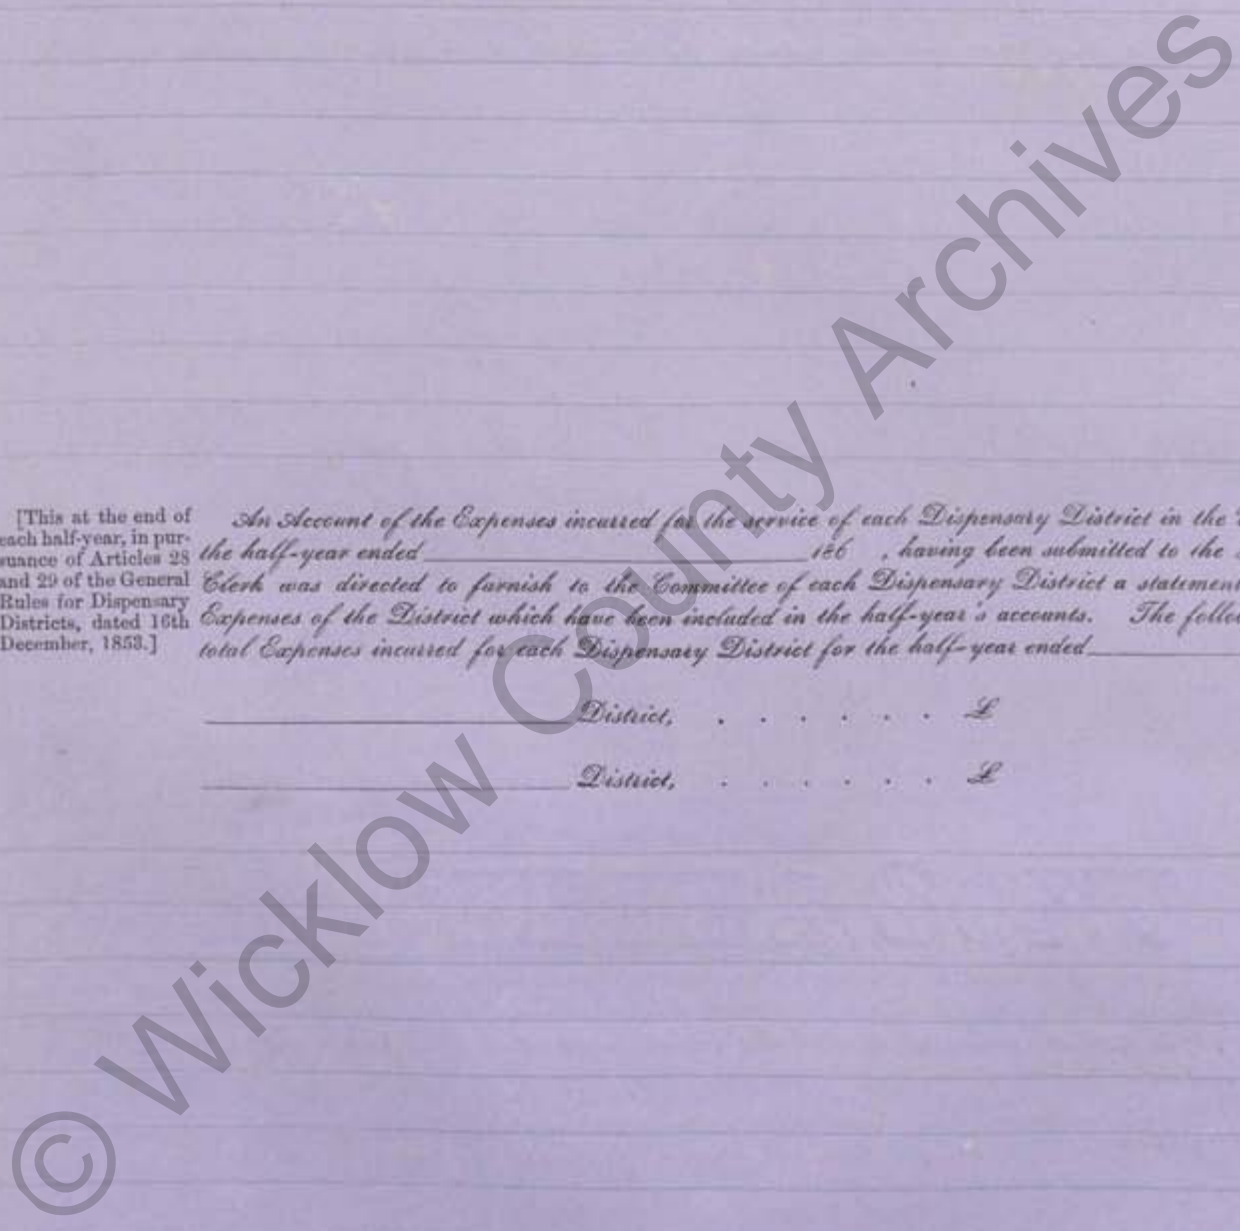 [This at the end of
each half-year, in pur-
suance of Articles 28
and 29 of the General
Rules for Dispensary
Districts, dated 16th
December, 1853.]
An Account of the Expenses incurred for the service of each Dispensary District in the
the half-year ended 186 , having been submitted to the
Clerk was directed to furnish to the Committee of each Dispensary District a statement
Expenses of the District which have been included in the half-year's accounts. The follo
total Expenses incurred for each Dispensary District for the half-year ended
District, . . . . . . £
District, . . . . . . £
© Wicklow County Archives